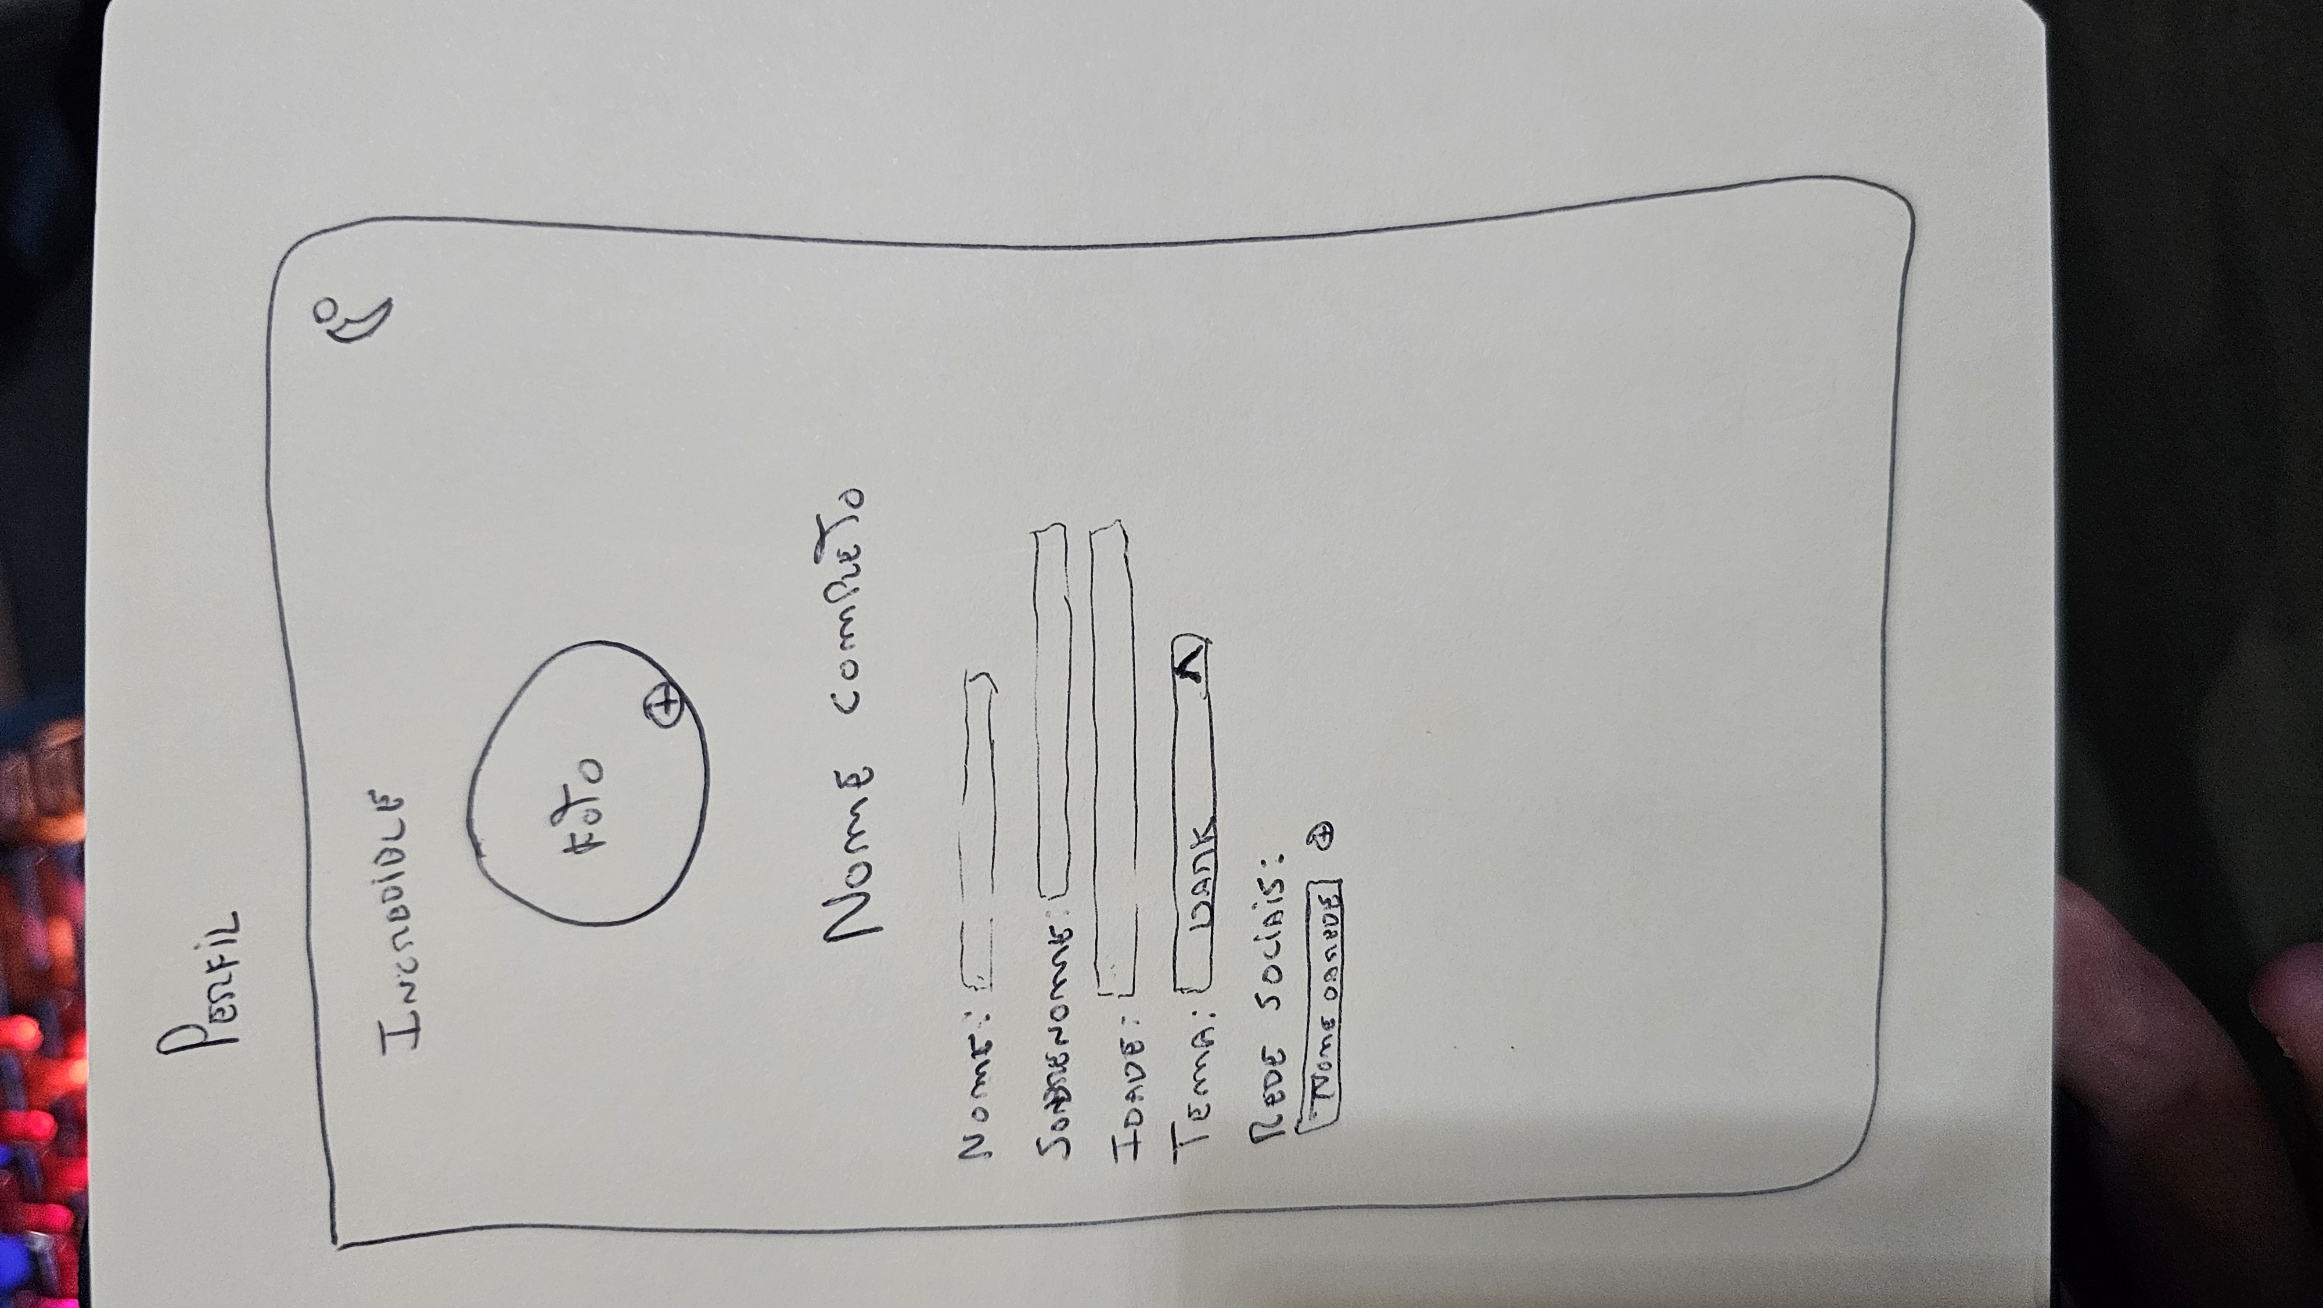 Perfil
Incredible
Foto
Nome completo
Nome:
Sobrenome:
Idade:
Tema: DARK
Rede sociais:
Nome da rede